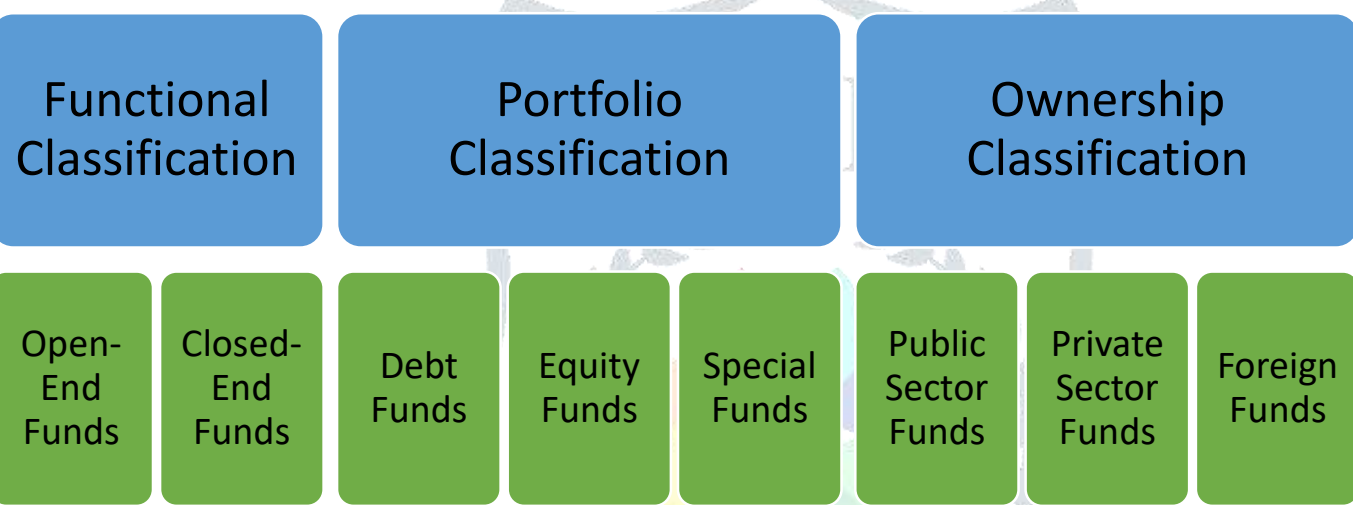 Functional
Classification
Portfolio
Classification
Ownership
Classification
Open-
End
Funds
Closed-
End
Funds
Debt
Funds
Equity
Funds
Special
Funds
Public
Sector
Funds
Private
Sector
Funds
Foreign
Funds